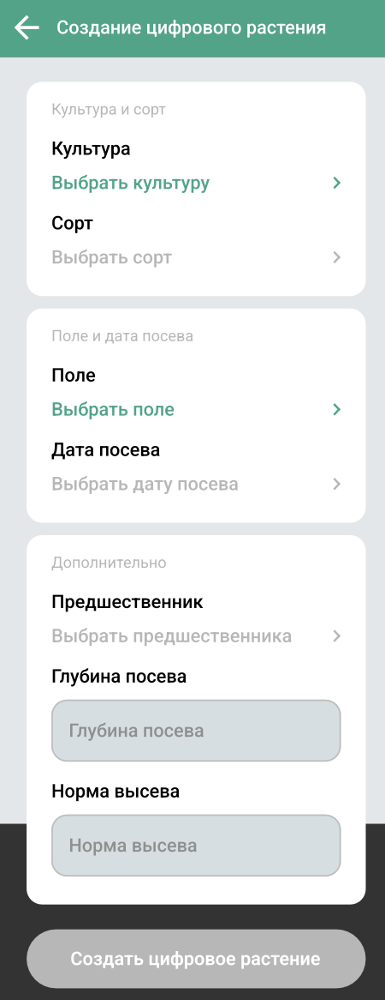 Создание цифрового растения
Культура и сорт
Культура
Выбрать культуру
Сорт
Выбрать сорт
Поле и дата посева
Поле
Выбрать поле
Дата посева
Выбрать дату посева
Дополнительно
Предшественник
Выбрать предшественника
Глубина посева
Глубина посева
Норма высева
Норма высева
Создать цифровое растение